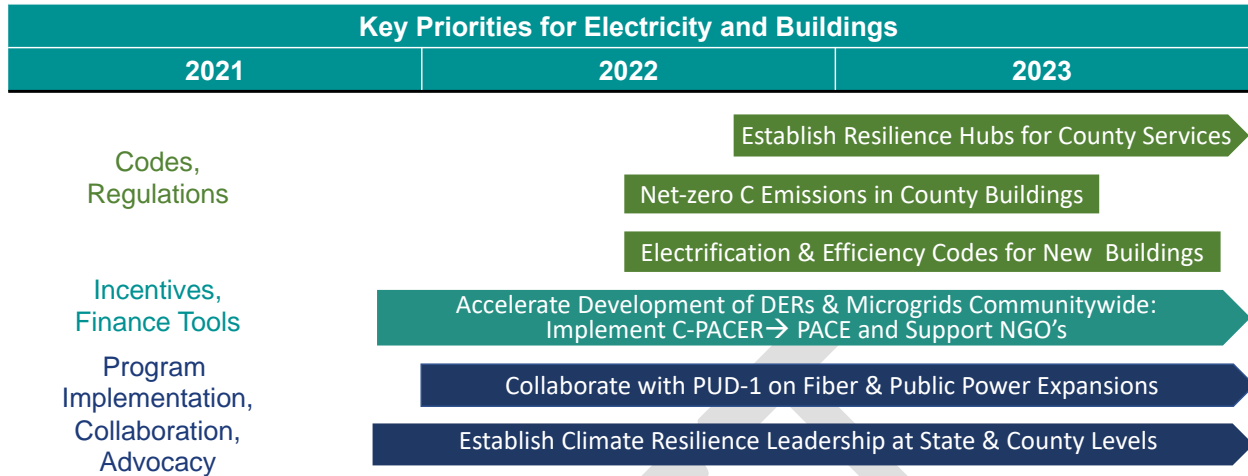 Key Priorities for Electricity and Buildings
2021 2022 2023
Codes,
Regulations
Establish Resilience Hubs for County Services
Net-zero C Emissions in County Buildings
Electrification & Efficiency Codes for New  Buildings
Incentives,
Finance Tools
Accelerate Development of DERs & Microgrids Communitywide:
Implement C-PACER→ PACE and Support NGO's
Program
Implementation,
Collaboration,
Advocacy
Collaborate with PUD-1 on Fiber & Public Power Expansions
Establish Climate Resilience Leadership at State & County Levels